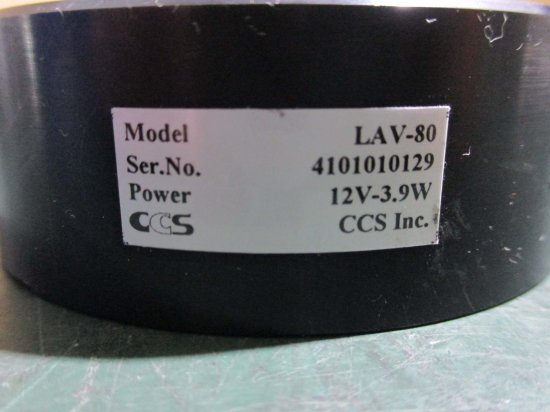 Model LAV-80
Ser.No. 4101010129
Power 12V-3.9W
CCS CCS Inc.